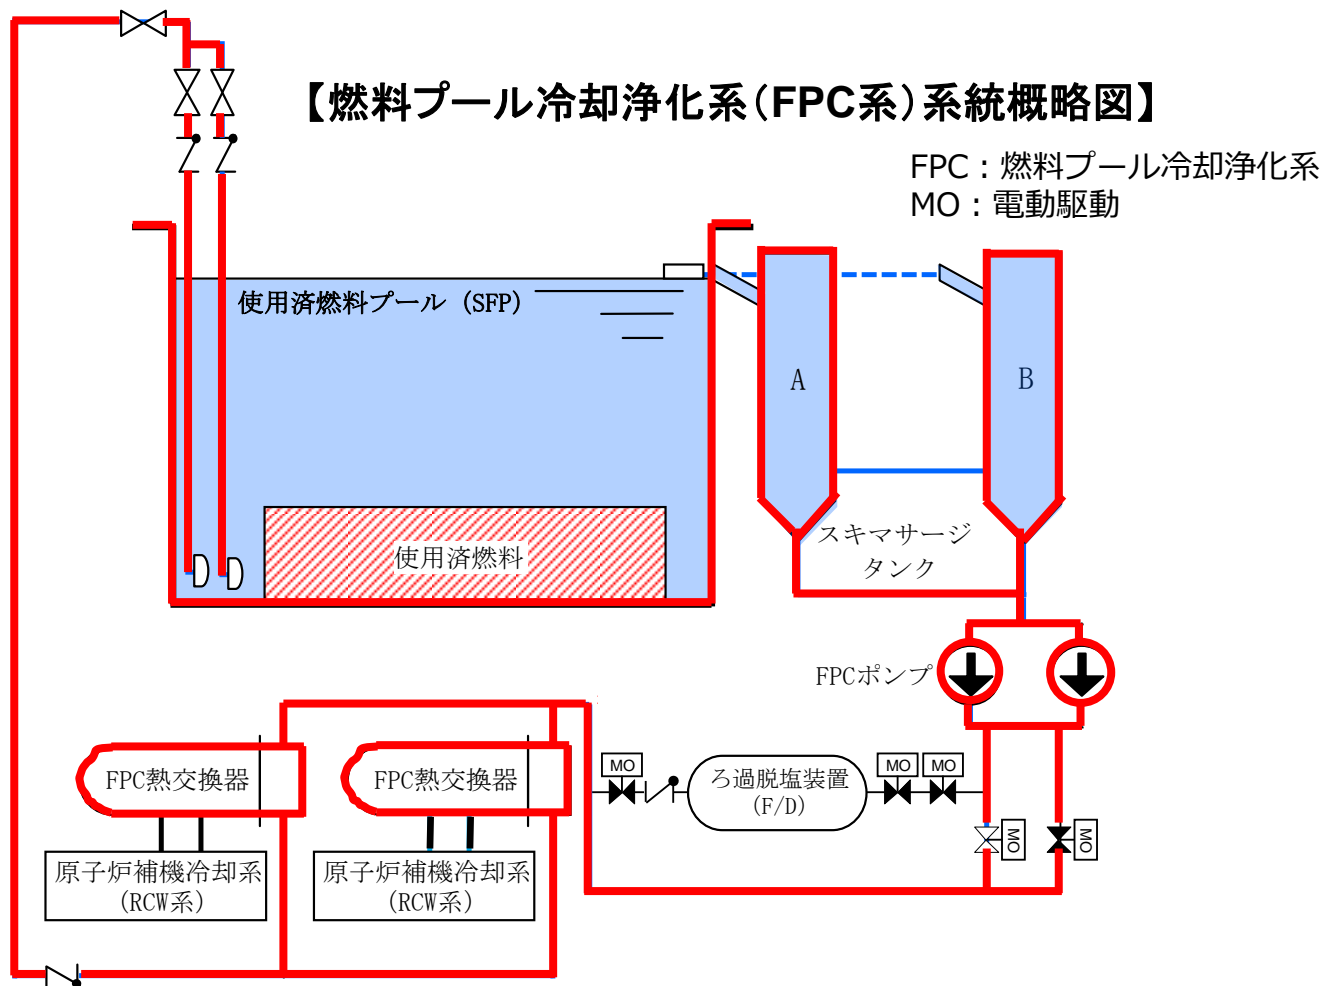 【燃料プール冷却浄化系(FPC系)系統概略図】
FPC：燃料プール冷却浄化系
MO：電動駆動
使用済燃料プール (SFP)
A
B
スキマサージ
タンク
使用済燃料
FPCポンプ
FPC熱交換器
FPC熱交換器
MO
ろ過脱塩装置
(F/D)
MO
MO
MO
MO
原子炉補機冷却系
(RCW系)
原子炉補機冷却系
(RCW系)